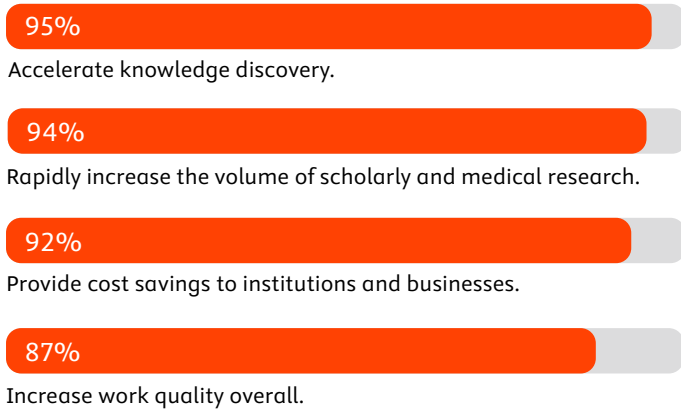 95%
Accelerate knowledge discovery.
94%
Rapidly increase the volume of scholarly and medical research.
92%
Provide cost savings to institutions and businesses.
87%
Increase work quality overall.